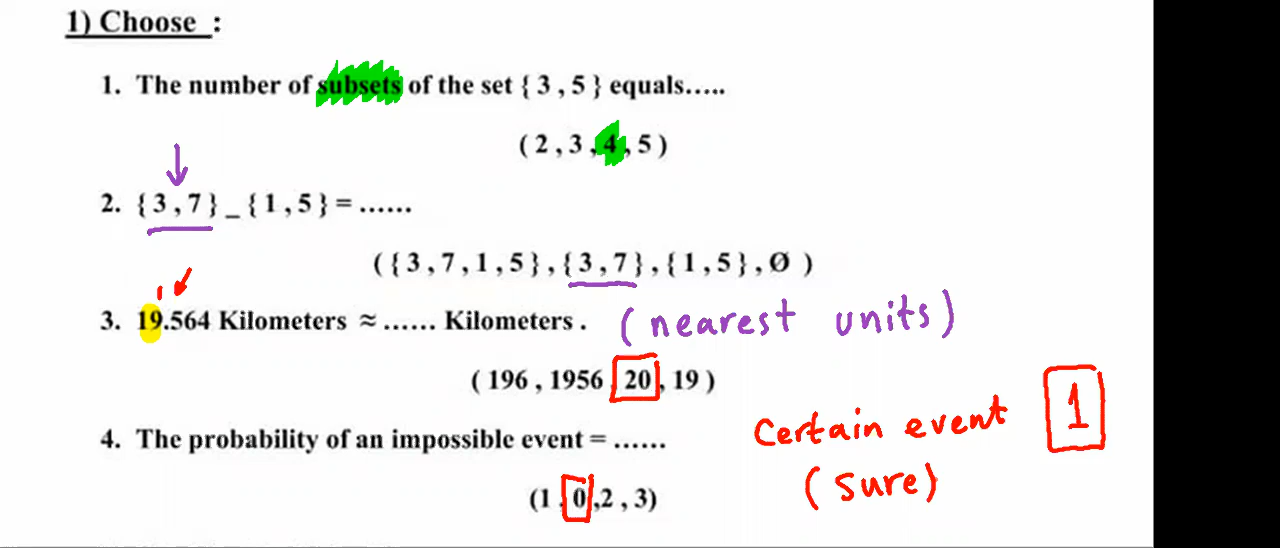 1) Choose :
1. The number of subsets of the set { 3 , 5 } equals.....
( 2 , 3 , 4 , 5 )
2. { 3 , 7 } _ { 1 , 5 } = ......
( { 3 , 7 , 1 , 5 } , { 3 , 7 } , { 1 , 5 } , Ø )
3. 19.564 Kilometers ≈ ...... Kilometers . (nearest units)
( 196 , 1956 20 , 19 )
Certain event 1
4. The probability of an impossible event = ......
(sure)
(1 , 0 ,2 , 3)